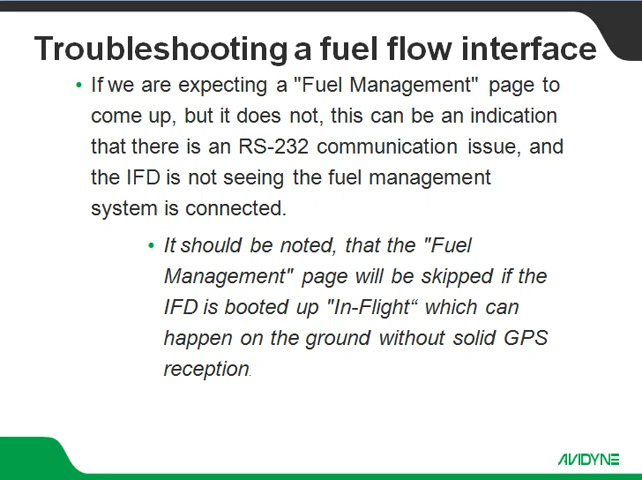 Troubleshooting a fuel flow interface
• If we are expecting a "Fuel Management" page to
come up, but it does not, this can be an indication
that there is an RS-232 communication issue, and
the IFD is not seeing the fuel management
system is connected.
• It should be noted, that the "Fuel
Management" page will be skipped if the
IFD is booted up "In-Flight“ which can
happen on the ground without solid GPS
reception.
AVIDYNE